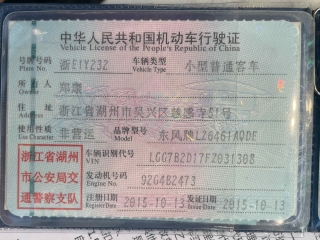 中华人民共和国机动车行驶证
Vehicle License of the People's Republic of China
号牌号码 浙E1Y232 车辆类型 小型普通客车
Plate No. Vehicle Type
所有人 郑康
Owner
住址 浙江省湖州市吴兴区慈感寺51号
Address
使用性质 非营运 品牌型号 东风牌LZ6461AQDE
Use Character Model
浙江省湖州
市公安局交
通警察支队
车辆识别代号 LGG7B2D17FZ031308
VIN
发动机号码 92G4B2473
Engine No.
注册日期 2015-10-13 发证日期 2015-10-13
Register Date Issue Date